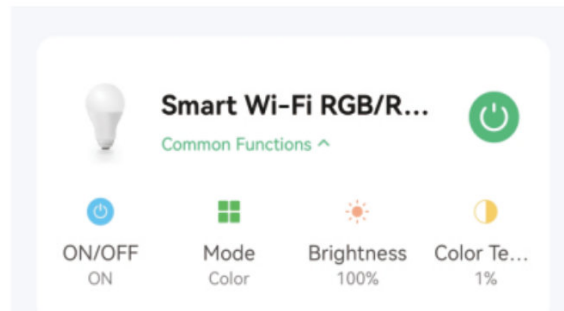 Smart Wi-Fi RGB/R...
Common Functions
ON/OFF
Mode
Brightness
Color Te...
ON
Color
100%
1%